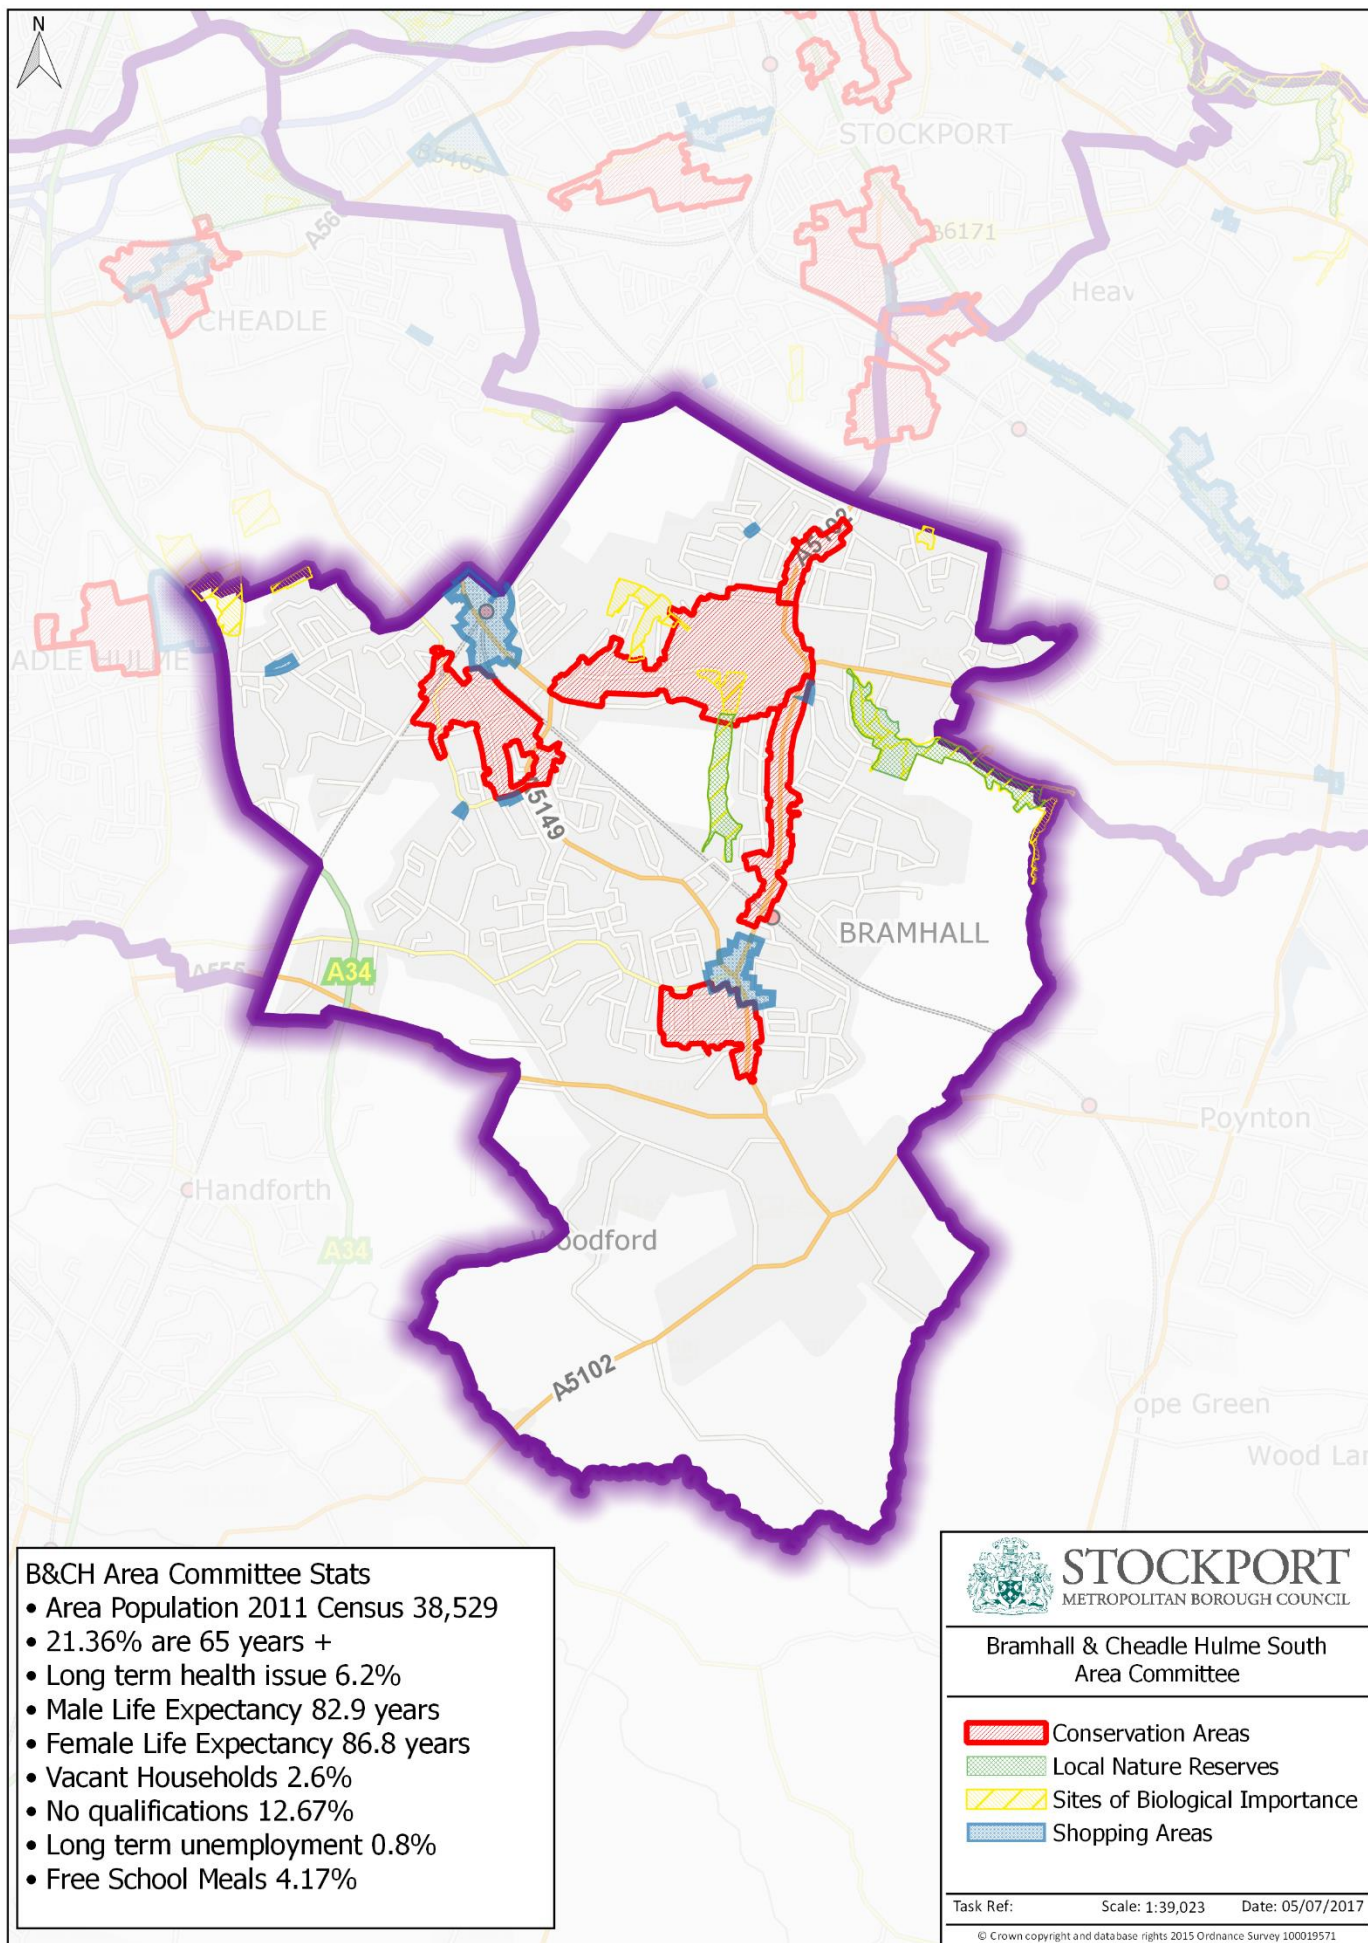 N
STOCKPORT
B5465
B6171
A560
Heav
CHEADLE
A5102
ADLE HULME
A5149
BRAMHALL
A555
A34
Poynton
Handforth
Woodford
A34
A5102
ope Green
Wood Lan
B&CH Area Committee Stats
• Area Population 2011 Census 38,529
• 21.36% are 65 years +
• Long term health issue 6.2%
• Male Life Expectancy 82.9 years
• Female Life Expectancy 86.8 years
• Vacant Households 2.6%
• No qualifications 12.67%
• Long term unemployment 0.8%
• Free School Meals 4.17%
STOCKPORT
METROPOLITAN BOROUGH COUNCIL
Bramhall & Cheadle Hulme South
Area Committee
Conservation Areas
Local Nature Reserves
Sites of Biological Importance
Shopping Areas
Task Ref: Scale: 1:39,023 Date: 05/07/2017
© Crown copyright and database rights 2015 Ordnance Survey 100019571